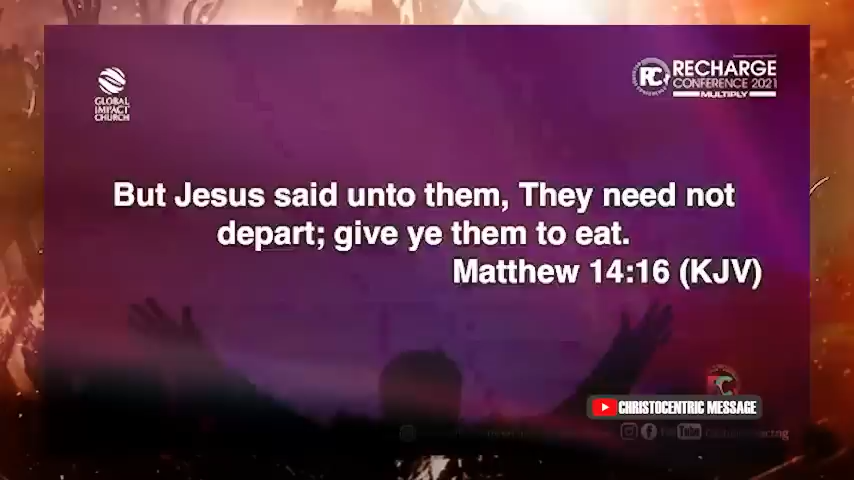 GLOBAL
IMPACT
CHURCH
RC
RECHARGE
CONFERENCE 2021
MULTIPLY
But Jesus said unto them, They need not
depart; give ye them to eat.
Matthew 14:16 (KJV)
CHRISTOCENTRIC MESSAGE